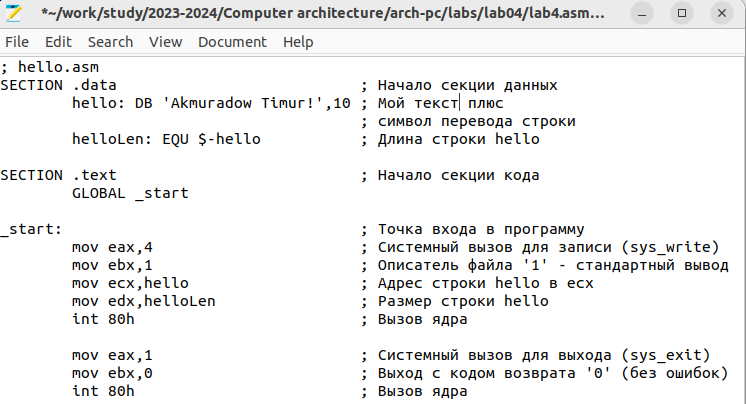 *~/work/study/2023-2024/Computer architecture/arch-pc/labs/lab04/lab4.asm...
File Edit Search View Document Help
; hello.asm
SECTION .data ; Начало секции данных
hello: DB 'Akmuradow Timur!',10 ; Мой текст плюс
; символ перевода строки
helloLen: EQU $-hello ; Длина строки hello
SECTION .text ; Начало секции кода
GLOBAL _start
_start: ; Точка входа в программу
mov eax,4 ; Системный вызов для записи (sys_write)
mov ebx,1 ; Описатель файла '1' - стандартный вывод
mov ecx,hello ; Адрес строки hello в ecx
mov edx,helloLen ; Размер строки hello
int 80h ; Вызов ядра
mov eax,1 ; Системный вызов для выхода (sys_exit)
mov ebx,0 ; Выход с кодом возврата '0' (без ошибок)
int 80h ; Вызов ядра